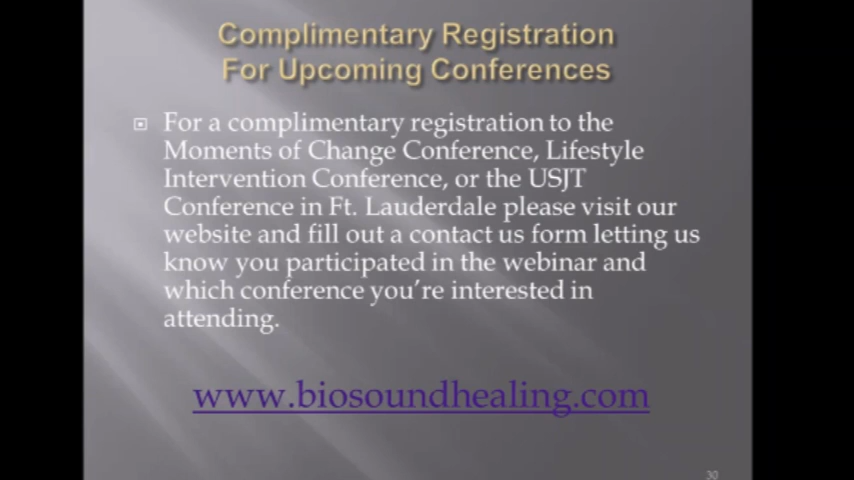 Complimentary Registration
For Upcoming Conferences
For a complimentary registration to the
Moments of Change Conference, Lifestyle
Intervention Conference, or the USJT
Conference in Ft. Lauderdale please visit our
website and fill out a contact us form letting us
know you participated in the webinar and
which conference you're interested in
attending.
www.biosoundhealing.com
30